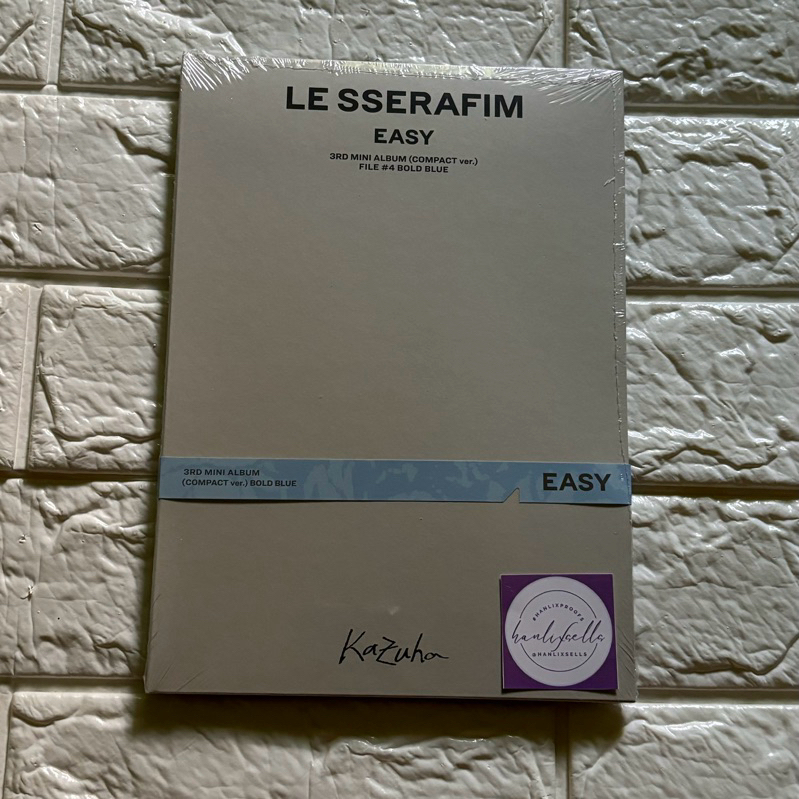 LE SSERAFIM
EASY
3RD MINI ALBUM (COMPACT ver.)
FILE #4 BOLD BLUE
3RD MINI ALBUM
(COMPACT ver.) BOLD BLUE
EASY
Kazuha
#HANLIXPROOFS
hanlixsells
@HANLIXSELLS